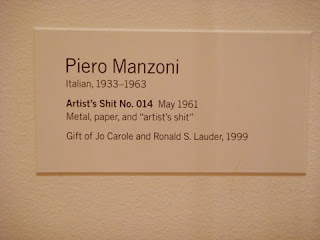 Piero Manzoni
Italian, 1933–1963
Artist's Shit No. 014 May 1961
Metal, paper, and "artist's shit"
Gift of Jo Carole and Ronald S. Lauder, 1999